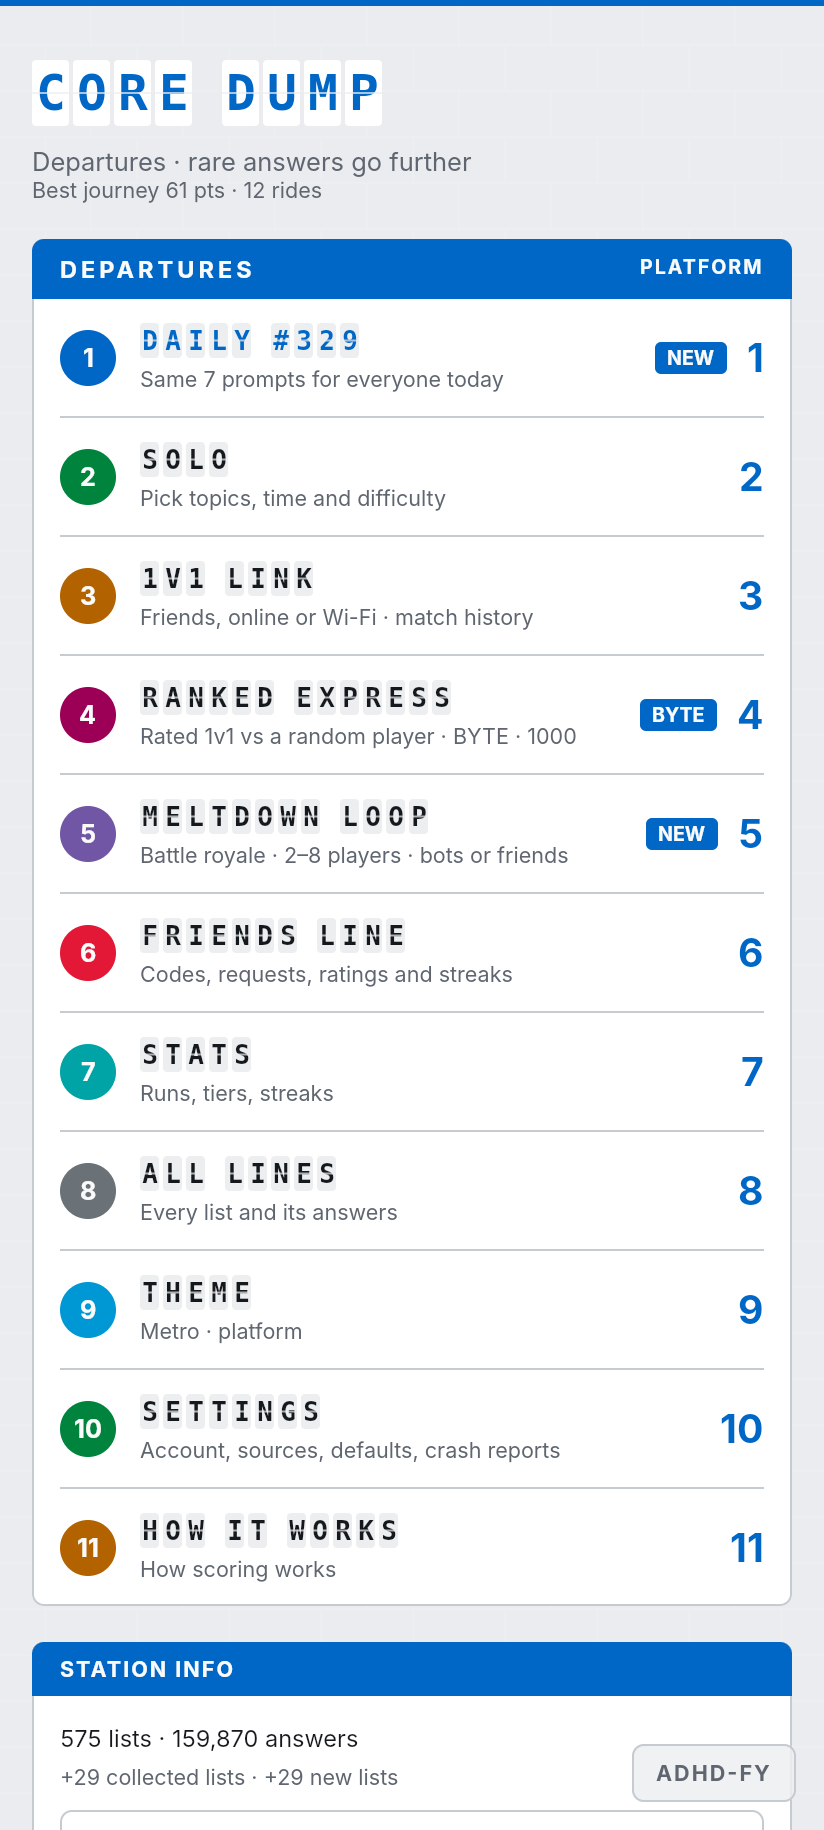 CORE DUMP
Departures · rare answers go further
Best journey 61 pts · 12 rides
DEPARTURES PLATFORM
1 DAILY #329 NEW 1
Same 7 prompts for everyone today
2 SOLO 2
Pick topics, time and difficulty
3 1V1 LINK 3
Friends, online or Wi-Fi · match history
4 RANKED EXPRESS BYTE 4
Rated 1v1 vs a random player · BYTE · 1000
5 MELTDOWN LOOP NEW 5
Battle royale · 2–8 players · bots or friends
6 FRIENDS LINE 6
Codes, requests, ratings and streaks
7 STATS 7
Runs, tiers, streaks
8 ALL LINES 8
Every list and its answers
9 THEME 9
Metro · platform
10 SETTINGS 10
Account, sources, defaults, crash reports
11 HOW IT WORKS 11
How scoring works
STATION INFO
575 lists · 159,870 answers
+29 collected lists · +29 new lists
ADHD-FY